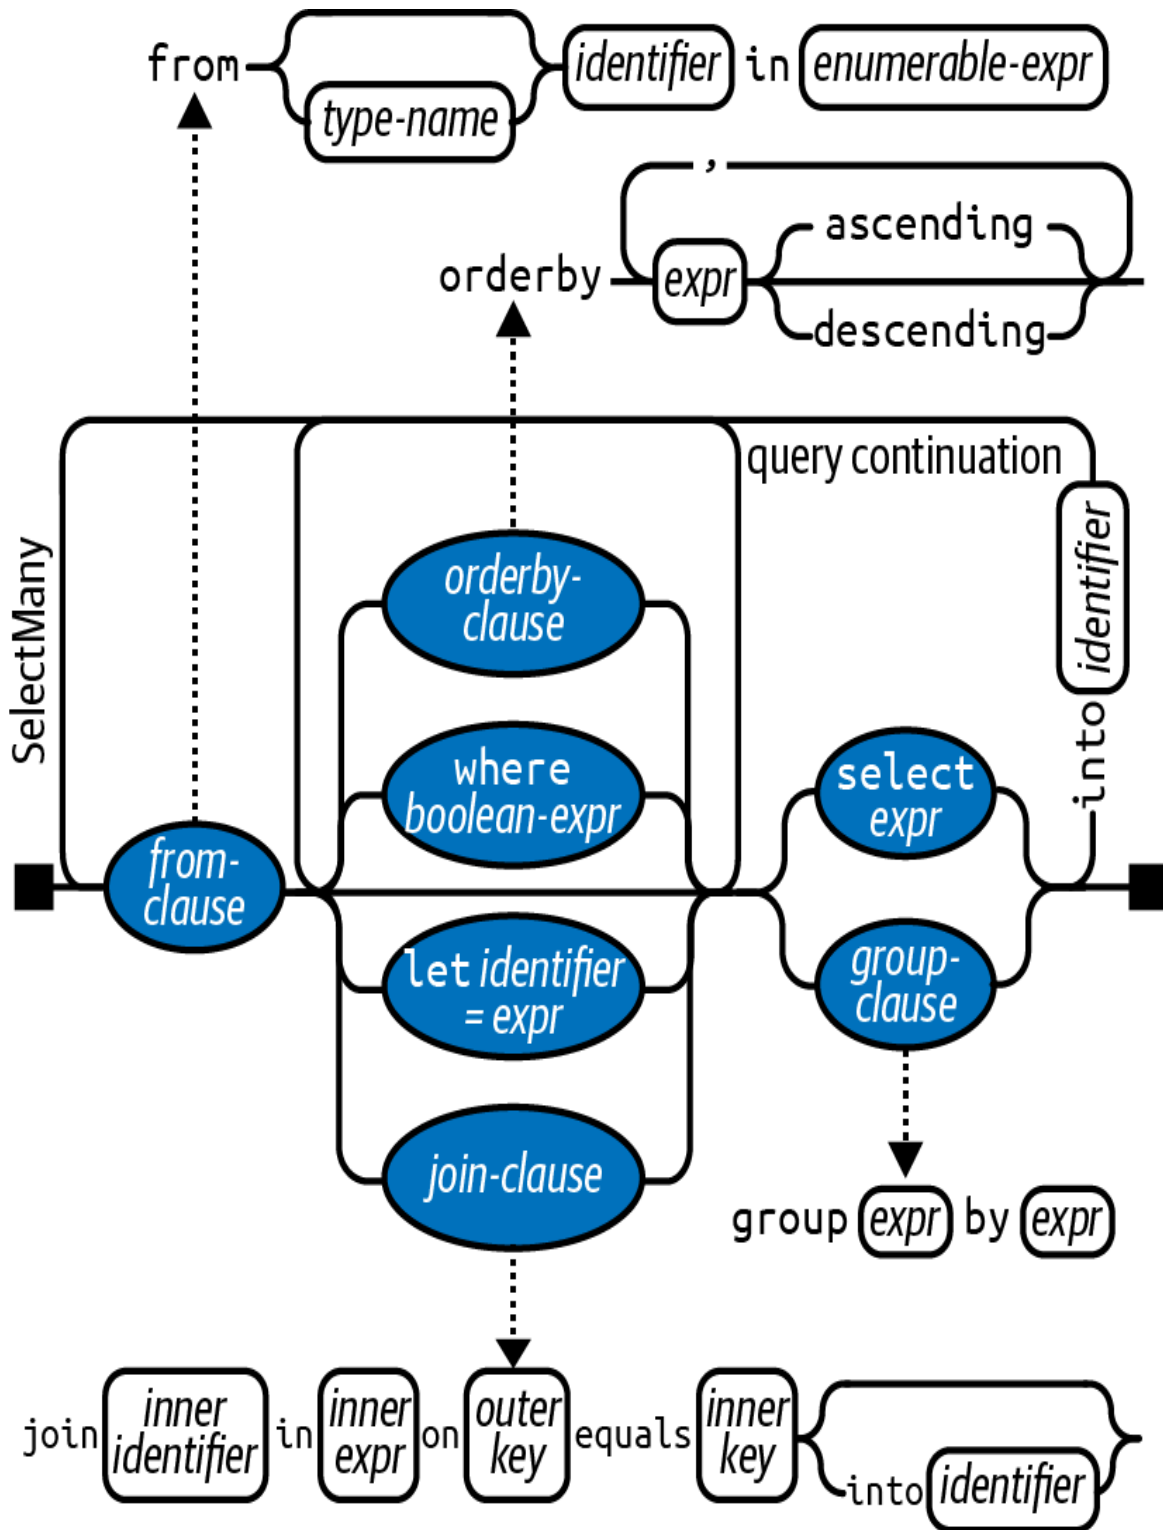 from type-name identifier in enumerable-expr
,
orderby expr ascending
descending
query continuation
SelectMany
identifier
into
orderby-
clause
where
boolean-expr
select
expr
from-
clause
let identifier
= expr
group-
clause
join-clause
group expr by expr
join inner
identifier in inner
expr on outer
key equals inner
key into identifier